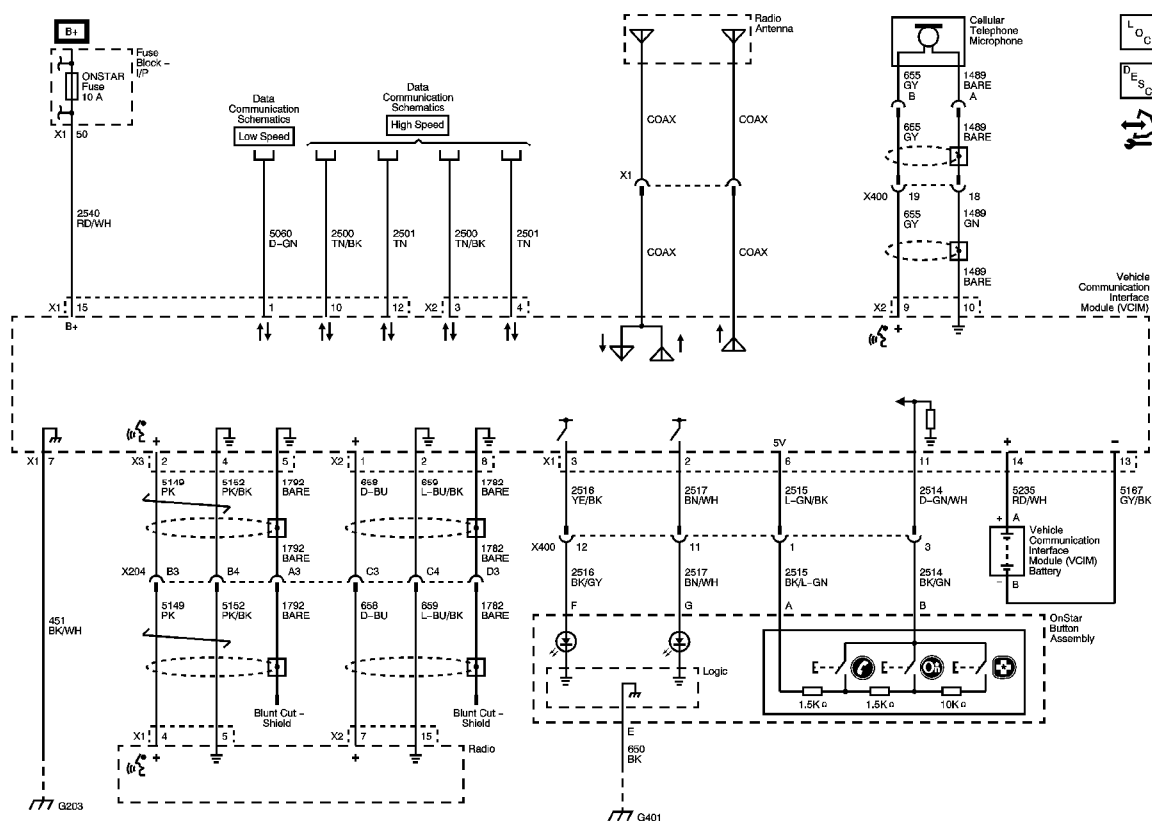 B+
Fuse
Block –
I/P
ONSTAR
Fuse
10 A
X1 50
2540
RD/WH
X1 15
B+
Data
Communication
Schematics
Low Speed
Data
Communication
Schematics
High Speed
5060
D-GN
2500
TN/BK
2501
TN
2500
TN/BK
2501
TN
1 10 12 X2 3 4
Radio
Antenna
COAX COAX
X1
COAX COAX
Cellular
Telephone
Microphone
655
GY
B
1489
BARE
A
655
GY
1489
BARE
X400 19 18
655
GY
1489
GN
1489
BARE
X2 9 10
+
L
O
C
D
E
S
C
Vehicle
Communication
Interface
Module (VCIM)
+ + 5V + –
X1 7 X3 2 4 5 X2 1 2 8 X1 3 2 6 11 14 13
5149
PK
5152
PK/BK
1792
BARE
658
D-BU
659
L-BU/BK
1782
BARE
2516
YE/BK
2517
BN/WH
2515
L-GN/BK
2514
D-GN/WH
5235
RD/WH
5167
GY/BK
1792
BARE
1782
BARE
X204 B3 B4 A3 C3 C4 D3
X400 12 11 1 3
+ A
Vehicle
Communication
Interface
Module (VCIM)
Battery
– B
451
BK/WH
5149
PK
5152
PK/BK
1792
BARE
658
D-BU
659
L-BU/BK
1782
BARE
2516
BK/GY
2517
BN/WH
2515
BK/L-GN
2514
BK/GN
F G A B
OnStar
Button
Assembly
Logic
On
1.5K Ω 1.5K Ω 10K Ω
Blunt Cut –
Shield
Blunt Cut –
Shield
X1 4 5 X2 7 15
Radio
+ +
E
650
BK
G203
G401